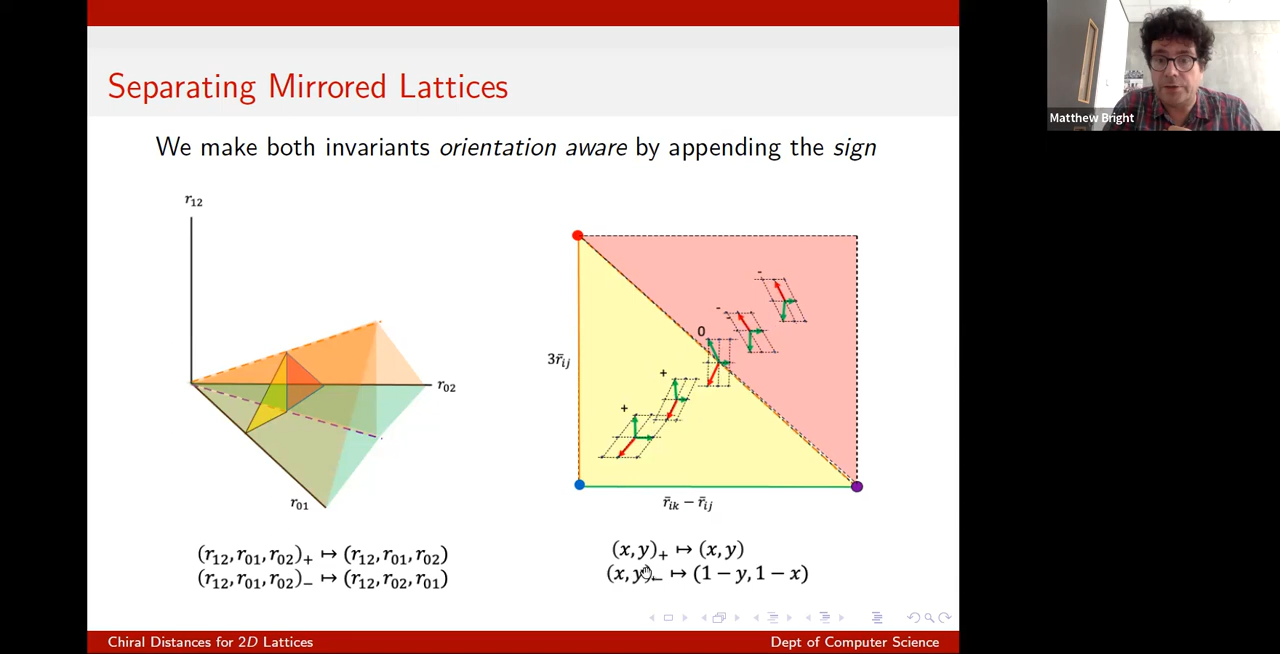 Separating Mirrored Lattices
Matthew Bright
We make both invariants orientation aware by appending the sign
r₁₂
r₀₂
r₀₁
3r̄ᵢⱼ
-
-
0
+
+
r̄ᵢₖ − r̄ᵢⱼ
(r₁₂, r₀₁, r₀₂)₊ ↦ (r₁₂, r₀₁, r₀₂)
(r₁₂, r₀₁, r₀₂)₋ ↦ (r₁₂, r₀₂, r₀₁)
(x, y)₊ ↦ (x, y)
(x, y)₋ ↦ (1 − y, 1 − x)
Chiral Distances for 2D Lattices
Dept of Computer Science